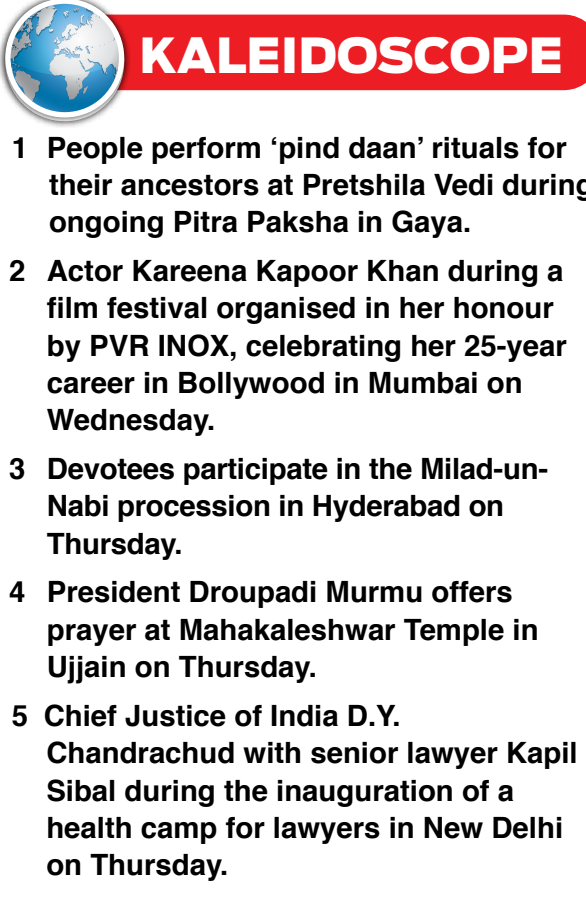 KALEIDOSCOPE
1 People perform ‘pind daan’ rituals for
their ancestors at Pretshila Vedi during
ongoing Pitra Paksha in Gaya.
2 Actor Kareena Kapoor Khan during a
film festival organised in her honour
by PVR INOX, celebrating her 25-year
career in Bollywood in Mumbai on
Wednesday.
3 Devotees participate in the Milad-un-
Nabi procession in Hyderabad on
Thursday.
4 President Droupadi Murmu offers
prayer at Mahakaleshwar Temple in
Ujjain on Thursday.
5 Chief Justice of India D.Y.
Chandrachud with senior lawyer Kapil
Sibal during the inauguration of a
health camp for lawyers in New Delhi
on Thursday.